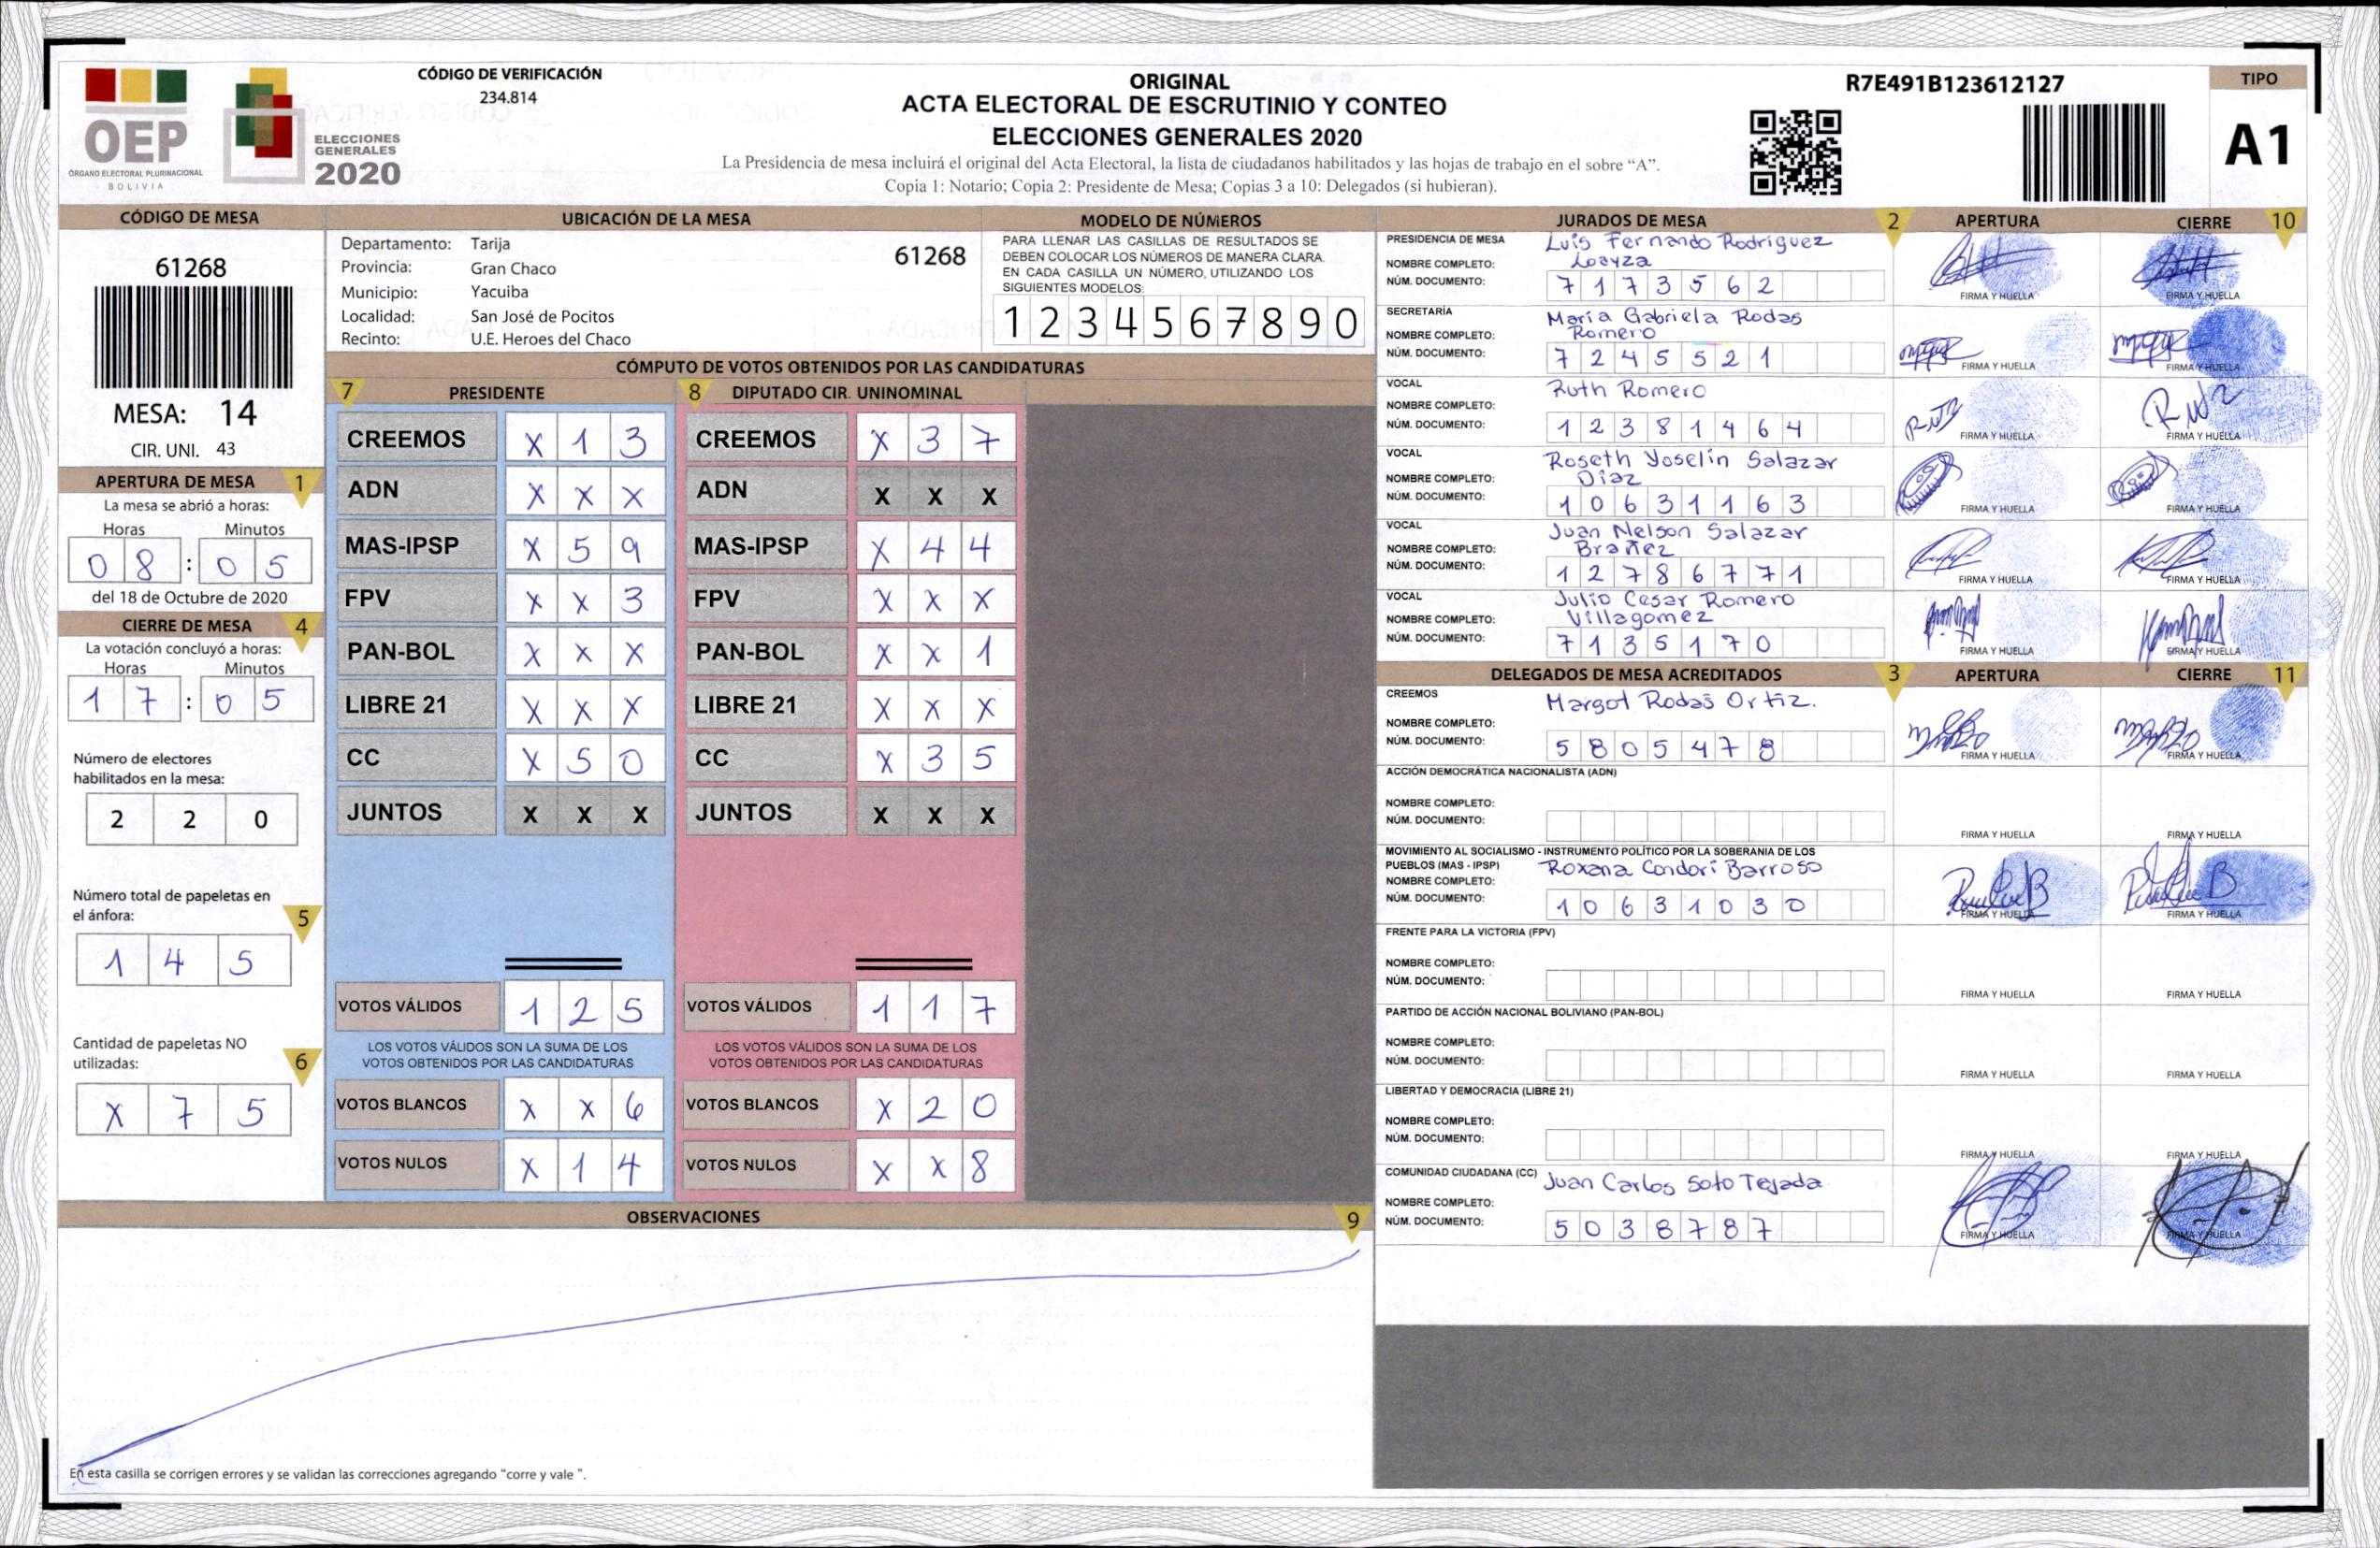 OEP
ÓRGANO ELECTORAL PLURINACIONAL
BOLIVIA
ELECCIONES
GENERALES
2020
CÓDIGO DE VERIFICACIÓN
234.814
ORIGINAL
ACTA ELECTORAL DE ESCRUTINIO Y CONTEO
ELECCIONES GENERALES 2020
La Presidencia de mesa incluirá el original del Acta Electoral, la lista de ciudadanos habilitados y las hojas de trabajo en el sobre “A”.
Copia 1: Notario; Copia 2: Presidente de Mesa; Copias 3 a 10: Delegados (si hubieran).
R7E491B123612127
TIPO
A1
CÓDIGO DE MESA
61268
MESA: 14
CIR. UNI. 43
APERTURA DE MESA 1
La mesa se abrió a horas:
Horas Minutos
0 8 : 0 5
del 18 de Octubre de 2020
CIERRE DE MESA 4
La votación concluyó a horas:
Horas Minutos
1 7 : 0 5
Número de electores
habilitados en la mesa:
2 2 0
Número total de papeletas en
el ánfora: 5
1 4 5
Cantidad de papeletas NO
utilizadas: 6
X 7 5
UBICACIÓN DE LA MESA
Departamento: Tarija 61268
Provincia: Gran Chaco
Municipio: Yacuiba
Localidad: San José de Pocitos
Recinto: U.E. Heroes del Chaco
MODELO DE NÚMEROS
PARA LLENAR LAS CASILLAS DE RESULTADOS SE
DEBEN COLOCAR LOS NÚMEROS DE MANERA CLARA.
EN CADA CASILLA UN NÚMERO, UTILIZANDO LOS
SIGUIENTES MODELOS:
1 2 3 4 5 6 7 8 9 0
CÓMPUTO DE VOTOS OBTENIDOS POR LAS CANDIDATURAS
7 PRESIDENTE
CREEMOS X 1 3
ADN X X X
MAS-IPSP X 5 9
FPV X X 3
PAN-BOL X X X
LIBRE 21 X X X
CC X 5 0
JUNTOS X X X
VOTOS VÁLIDOS 1 2 5
LOS VOTOS VÁLIDOS SON LA SUMA DE LOS
VOTOS OBTENIDOS POR LAS CANDIDATURAS
VOTOS BLANCOS X X 6
VOTOS NULOS X 1 4
8 DIPUTADO CIR. UNINOMINAL
CREEMOS X 3 7
ADN X X X
MAS-IPSP X 4 4
FPV X X X
PAN-BOL X X 1
LIBRE 21 X X X
CC X 3 5
JUNTOS X X X
VOTOS VÁLIDOS 1 1 7
LOS VOTOS VÁLIDOS SON LA SUMA DE LOS
VOTOS OBTENIDOS POR LAS CANDIDATURAS
VOTOS BLANCOS X 2 0
VOTOS NULOS X X 8
OBSERVACIONES 9
En esta casilla se corrigen errores y se validan las correcciones agregando “corre y vale ”.
JURADOS DE MESA 2 APERTURA CIERRE 10
PRESIDENCIA DE MESA Luis Fernando Rodriguez
NOMBRE COMPLETO: Loayza
NÚM. DOCUMENTO: 7 1 7 3 5 6 2
FIRMA Y HUELLA FIRMA Y HUELLA
SECRETARÍA María Gabriela Rodas
NOMBRE COMPLETO: Romero
NÚM. DOCUMENTO: 7 2 4 5 5 2 1
FIRMA Y HUELLA FIRMA Y HUELLA
VOCAL Ruth Romero
NOMBRE COMPLETO:
NÚM. DOCUMENTO: 1 2 3 8 1 4 6 4
FIRMA Y HUELLA FIRMA Y HUELLA
VOCAL Roseth Yoselin Salazar
NOMBRE COMPLETO: Diaz
NÚM. DOCUMENTO: 1 0 6 3 1 1 6 3
FIRMA Y HUELLA FIRMA Y HUELLA
VOCAL Juan Nelson Salazar
NOMBRE COMPLETO: Brañez
NÚM. DOCUMENTO: 1 2 7 8 6 7 7 1
FIRMA Y HUELLA FIRMA Y HUELLA
VOCAL Julio Cesar Romero
NOMBRE COMPLETO: Villagomez
NÚM. DOCUMENTO: 7 1 3 5 1 7 0
FIRMA Y HUELLA FIRMA Y HUELLA
DELEGADOS DE MESA ACREDITADOS 3 APERTURA CIERRE 11
CREEMOS Margot Rodas Ortiz.
NOMBRE COMPLETO:
NÚM. DOCUMENTO: 5 8 0 5 4 7 8
FIRMA Y HUELLA FIRMA Y HUELLA
ACCIÓN DEMOCRÁTICA NACIONALISTA (ADN)
NOMBRE COMPLETO:
NÚM. DOCUMENTO:
FIRMA Y HUELLA FIRMA Y HUELLA
MOVIMIENTO AL SOCIALISMO - INSTRUMENTO POLÍTICO POR LA SOBERANIA DE LOS
PUEBLOS (MAS - IPSP) Roxana Condori Barroso
NOMBRE COMPLETO:
NÚM. DOCUMENTO: 1 0 6 3 1 0 3 0
FIRMA Y HUELLA FIRMA Y HUELLA
FRENTE PARA LA VICTORIA (FPV)
NOMBRE COMPLETO:
NÚM. DOCUMENTO:
FIRMA Y HUELLA FIRMA Y HUELLA
PARTIDO DE ACCIÓN NACIONAL BOLIVIANO (PAN-BOL)
NOMBRE COMPLETO:
NÚM. DOCUMENTO:
FIRMA Y HUELLA FIRMA Y HUELLA
LIBERTAD Y DEMOCRACIA (LIBRE 21)
NOMBRE COMPLETO:
NÚM. DOCUMENTO:
FIRMA Y HUELLA FIRMA Y HUELLA
COMUNIDAD CIUDADANA (CC) Juan Carlos Soto Tejada
NOMBRE COMPLETO:
NÚM. DOCUMENTO: 5 0 3 8 7 8 7
FIRMA Y HUELLA FIRMA Y HUELLA